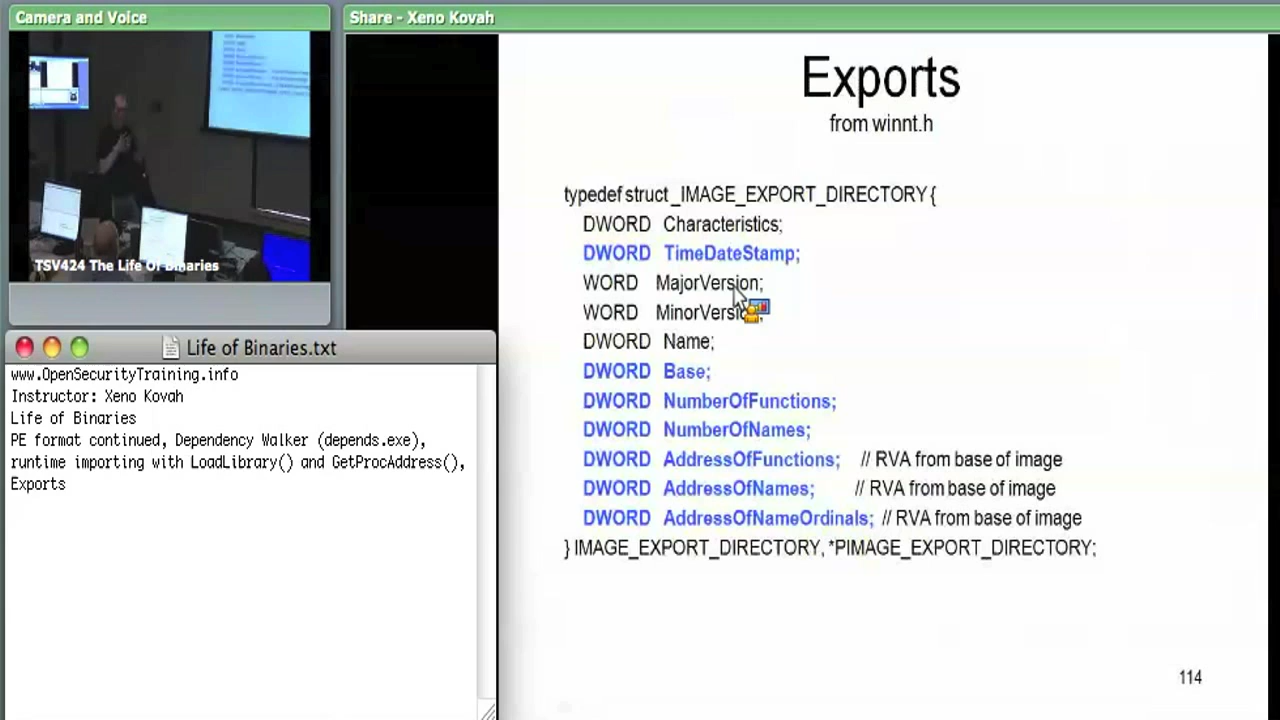 Camera and Voice
TSV424 The Life Of Binaries
Life of Binaries.txt
www.OpenSecurityTraining.info
Instructor: Xeno Kovah
Life of Binaries
PE format continued, Dependency Walker (depends.exe),
runtime importing with LoadLibrary() and GetProcAddress(),
Exports
Share - Xeno Kovah
Exports
from winnt.h
typedef struct _IMAGE_EXPORT_DIRECTORY {
DWORD Characteristics;
DWORD TimeDateStamp;
WORD MajorVersion;
WORD
DWORD Name;
DWORD Base;
DWORD NumberOfFunctions;
DWORD NumberOfNames;
DWORD AddressOfFunctions; // RVA from base of image
DWORD AddressOfNames; // RVA from base of image
DWORD AddressOfNameOrdinals; // RVA from base of image
} IMAGE_EXPORT_DIRECTORY, *PIMAGE_EXPORT_DIRECTORY;
114